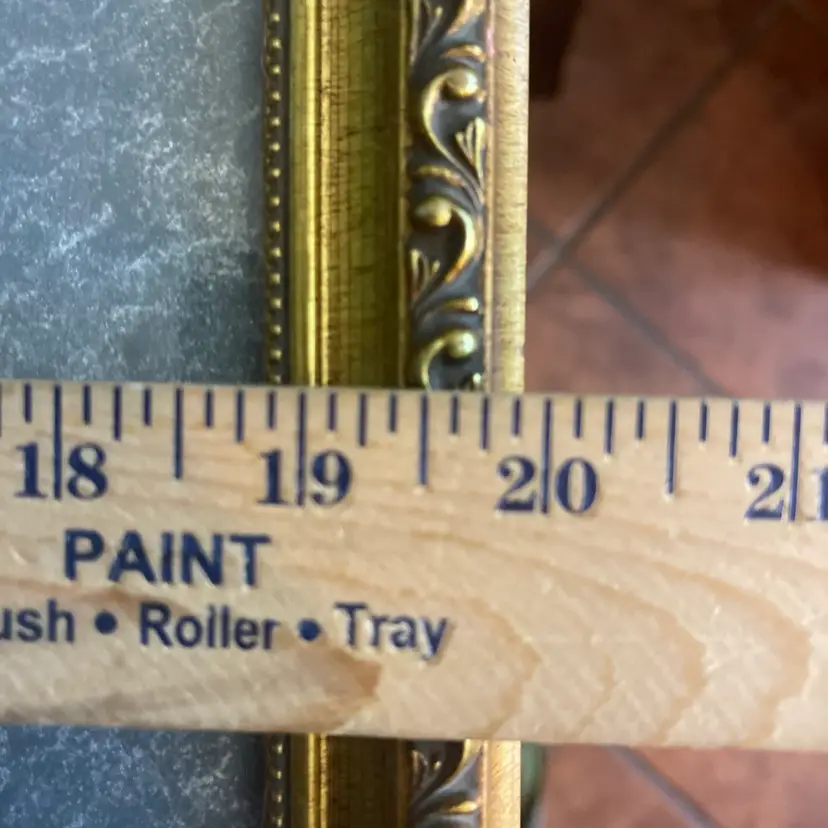 18 19 20 21
PAINT
ush • Roller • Tray